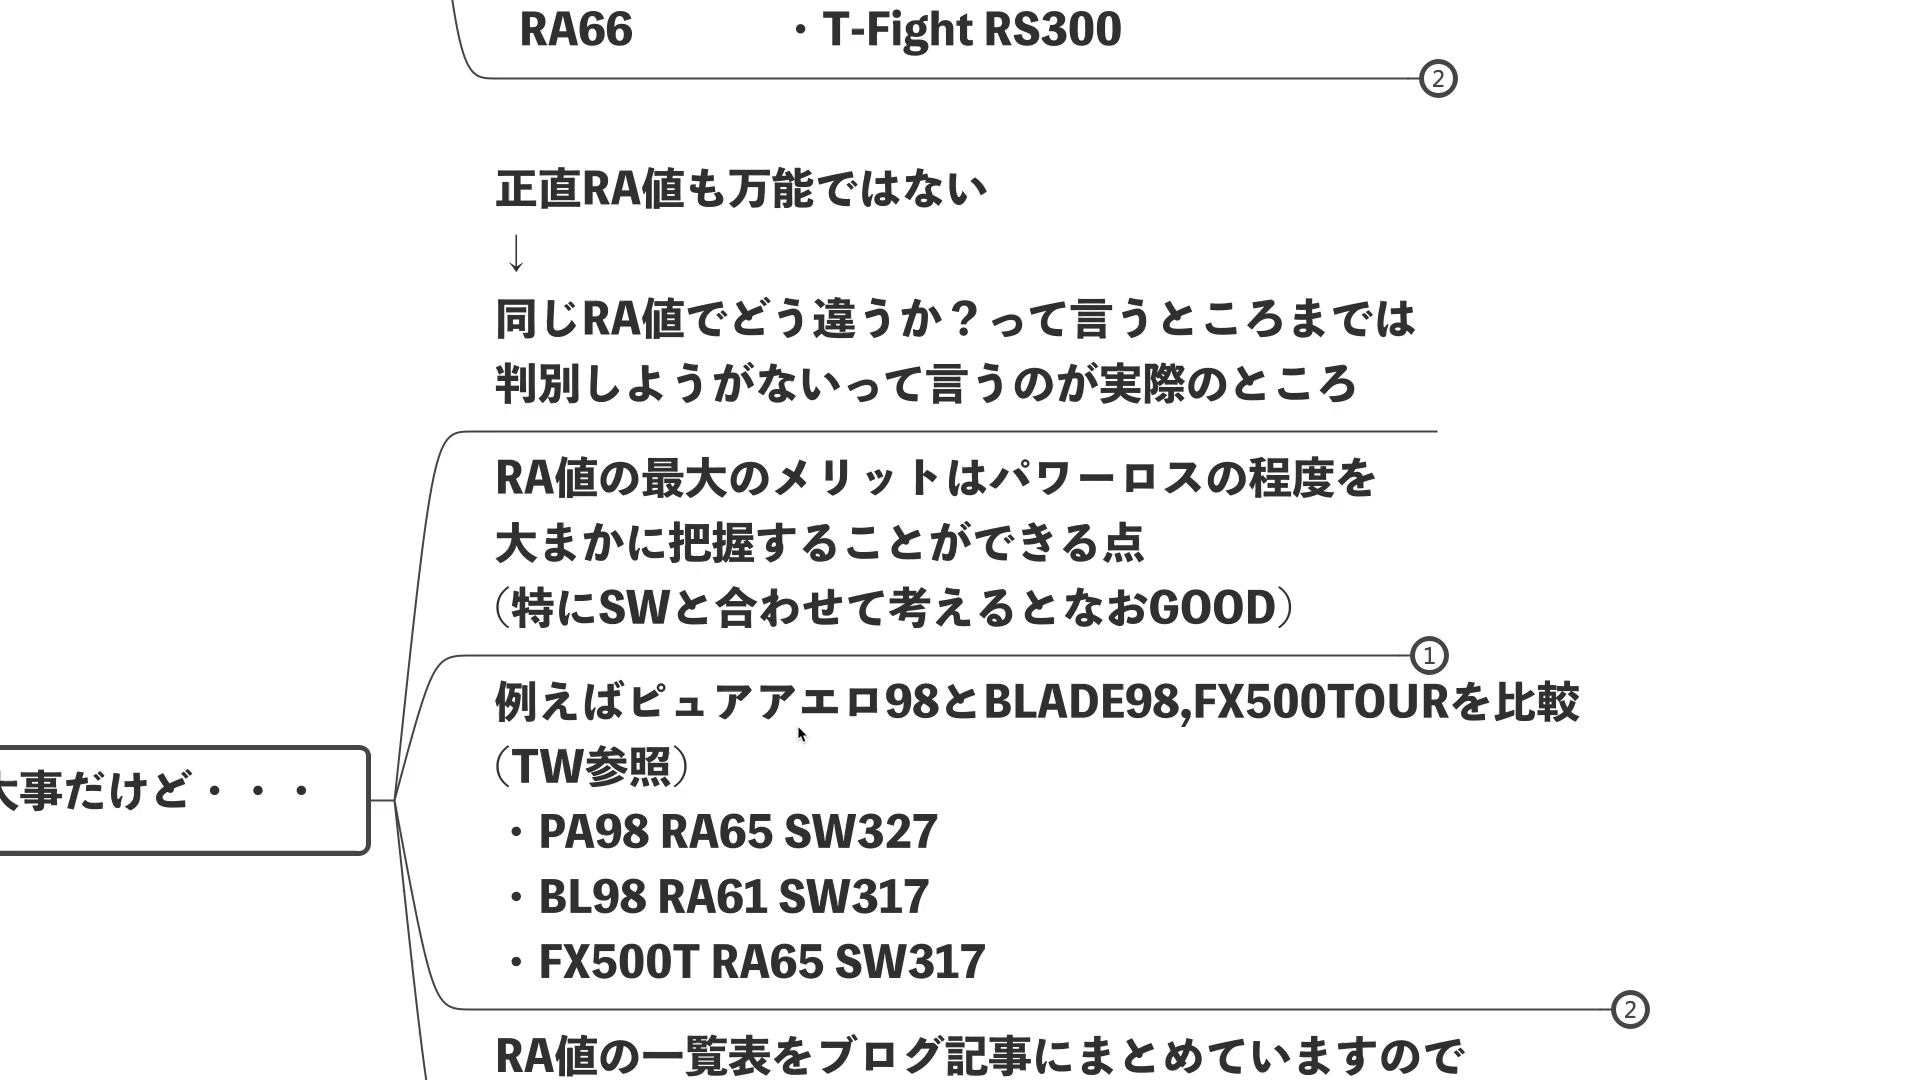 RA66 ・T-Fight RS300
2
正直RA値も万能ではない
↓
同じRA値でどう違うか？って言うところまでは
判別しようがないって言うのが実際のところ
RA値の最大のメリットはパワーロスの程度を
大まかに把握することができる点
（特にSWと合わせて考えるとなおGOOD）
1
例えばピュアアエロ98とBLADE98,FX500TOURを比較
（TW参照）
・PA98 RA65 SW327
・BL98 RA61 SW317
・FX500T RA65 SW317
2
大事だけど・・・
RA値の一覧表をブログ記事にまとめていますので